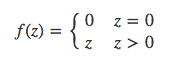 f(z) = { 0 z = 0
z z > 0